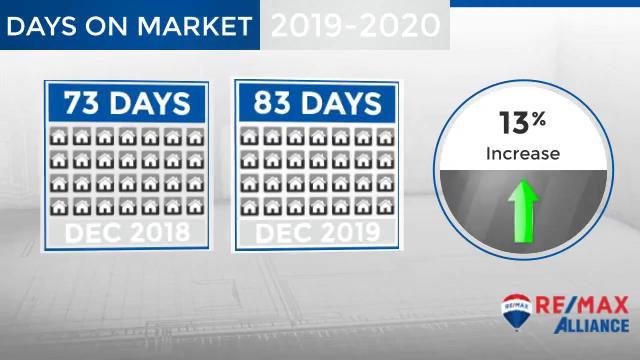 DAYS ON MARKET 2019-2020
73 DAYS
DEC 2018
83 DAYS
DEC 2019
13%
Increase
RE/MAX
RE/MAX
ALLIANCE